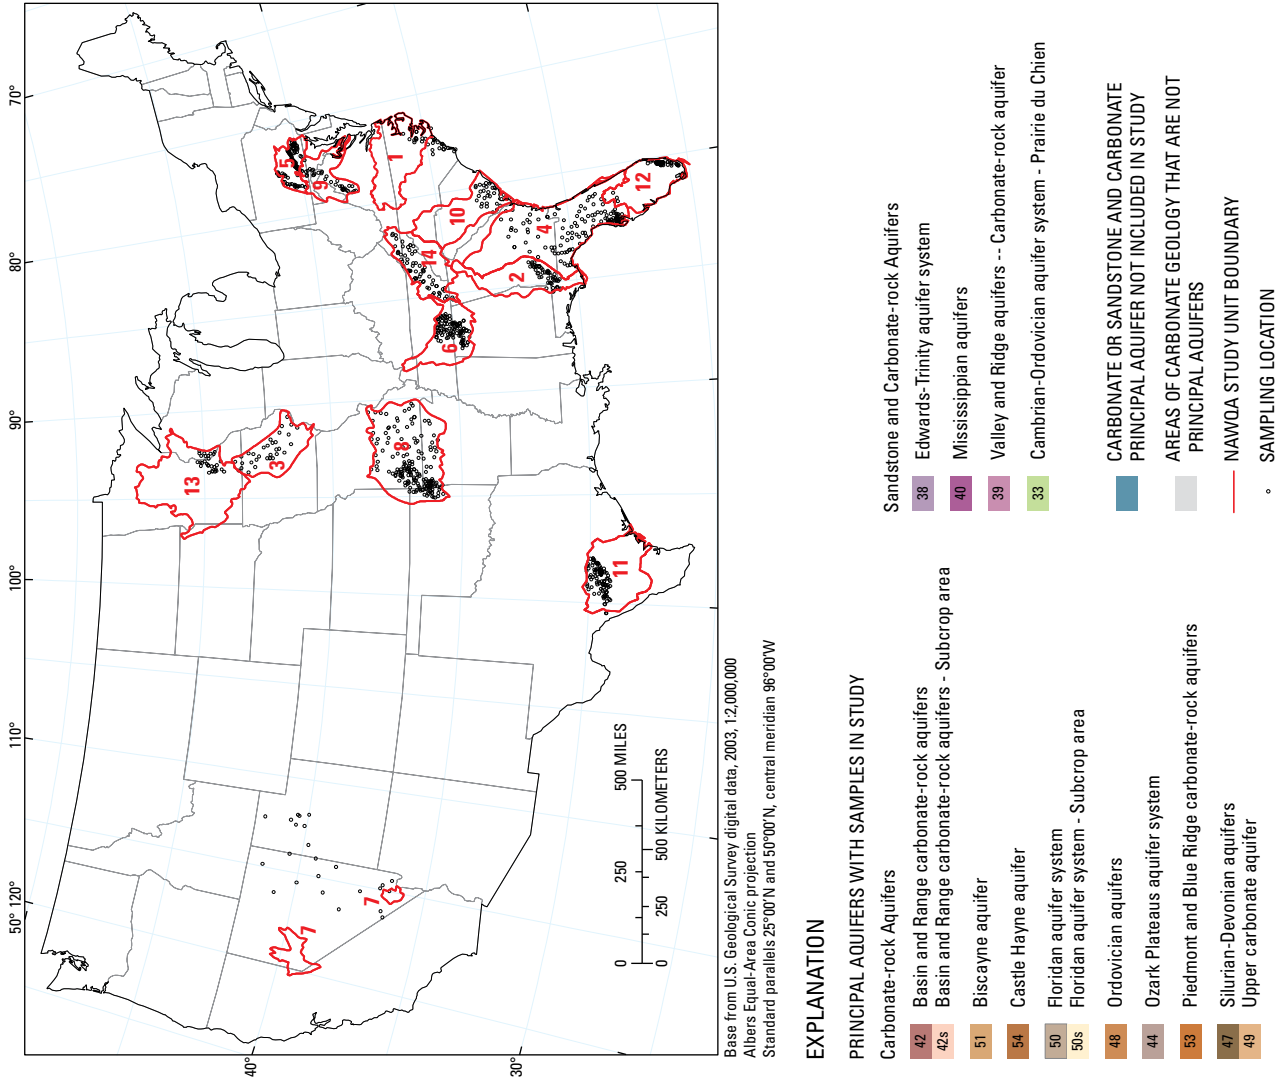 50°
120°
110°
100°
90°
80°
70°
40°
30°
13
3
8
6
14
5
9
1
10
4
2
12
11
7
7
0 250 500 MILES
0 250 500 KILOMETERS
Base from U.S. Geological Survey digital data, 2003, 1:2,000,000
Albers Equal-Area Conic projection
Standard parallels 25°00'N and 50°00'N, central meridian 96°00'W
EXPLANATION
PRINCIPAL AQUIFERS WITH SAMPLES IN STUDY
Carbonate-rock Aquifers
42 Basin and Range carbonate-rock aquifers
42s Basin and Range carbonate-rock aquifers - Subcrop area
51 Biscayne aquifer
54 Castle Hayne aquifer
50 Floridan aquifer system
50s Floridan aquifer system - Subcrop area
48 Ordovician aquifers
44 Ozark Plateaus aquifer system
53 Piedmont and Blue Ridge carbonate-rock aquifers
47 Silurian-Devonian aquifers
49 Upper carbonate aquifer
Sandstone and Carbonate-rock Aquifers
38 Edwards-Trinity aquifer system
40 Mississippian aquifers
39 Valley and Ridge aquifers -- Carbonate-rock aquifer
33 Cambrian-Ordovician aquifer system - Prairie du Chien
CARBONATE OR SANDSTONE AND CARBONATE
PRINCIPAL AQUIFER NOT INCLUDED IN STUDY
AREAS OF CARBONATE GEOLOGY THAT ARE NOT
PRINCIPAL AQUIFERS
NAWQA STUDY UNIT BOUNDARY
SAMPLING LOCATION